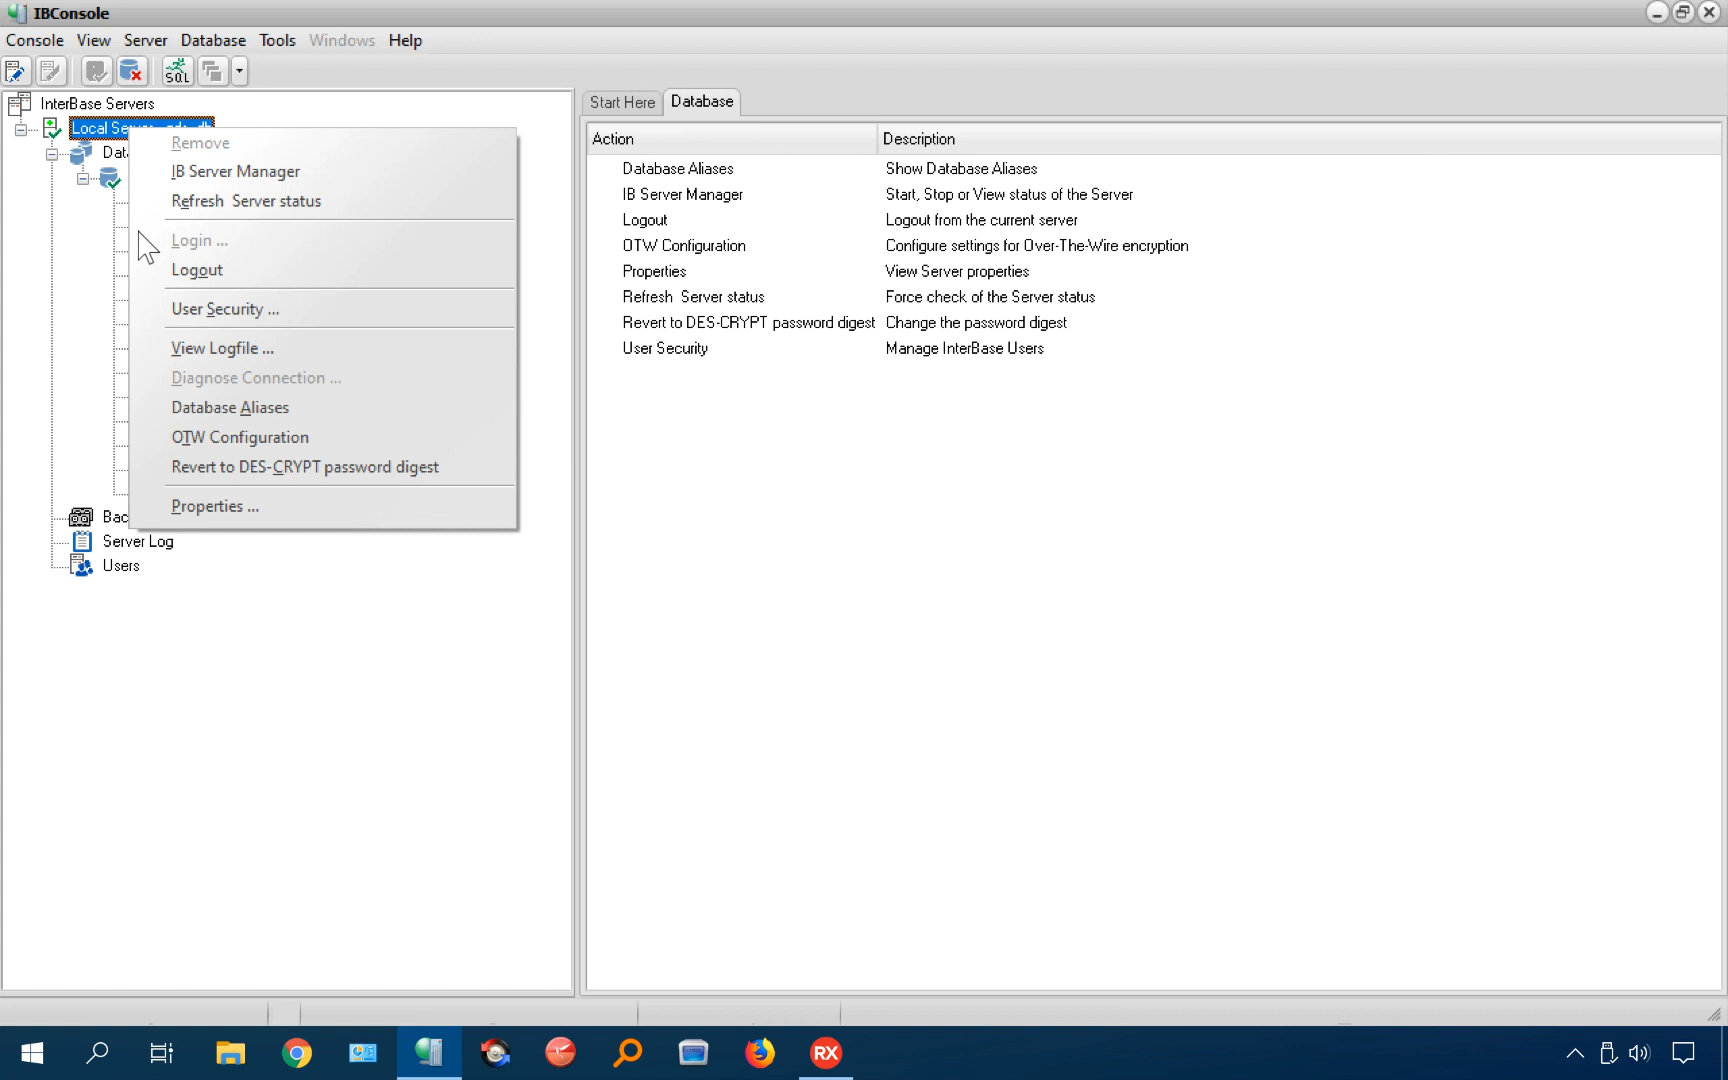 IBConsole
Console View Server Database Tools Windows Help
SQL
InterBase Servers
Local
Remove
IB Server Manager
Refresh Server status
Login ...
Logout
User Security ...
View Logfile ...
Diagnose Connection ...
Database Aliases
OTW Configuration
Revert to DES-CRYPT password digest
Properties ...
Server Log
Users
Start Here Database
Action Description
Database Aliases Show Database Aliases
IB Server Manager Start, Stop or View status of the Server
Logout Logout from the current server
OTW Configuration Configure settings for Over-The-Wire encryption
Properties View Server properties
Refresh Server status Force check of the Server status
Revert to DES-CRYPT password digest Change the password digest
User Security Manage InterBase Users
RX